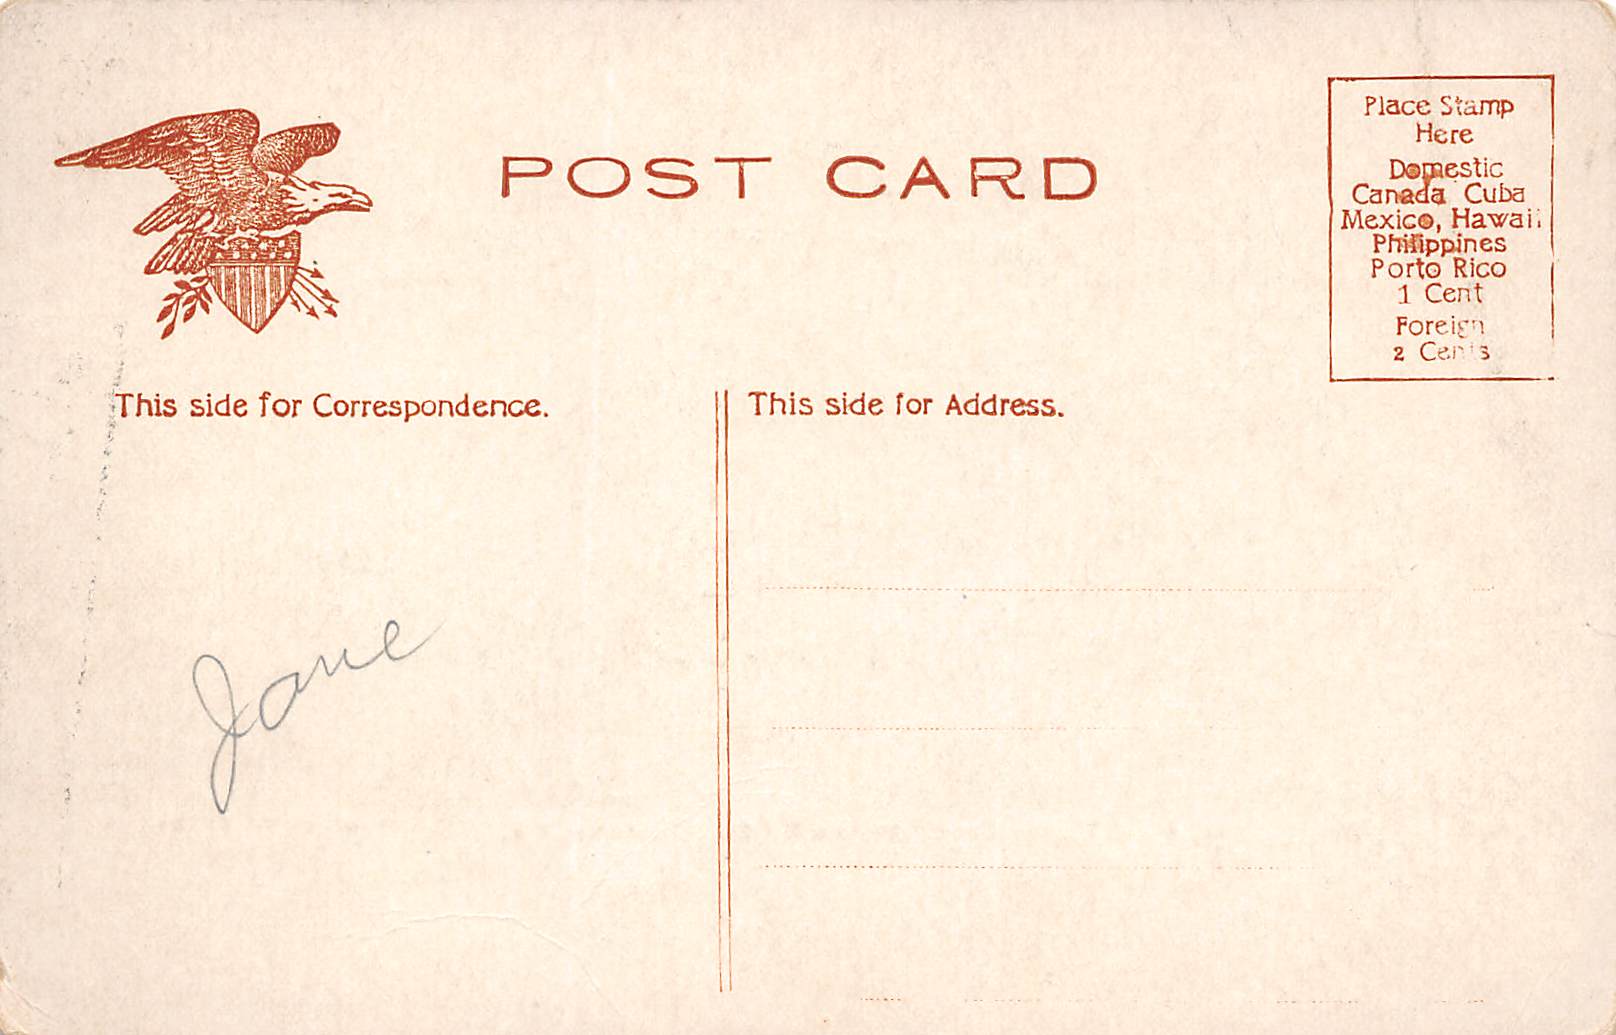 POST CARD
Place Stamp
Here
Domestic
Canada Cuba
Mexico, Hawaii
Philippines
Porto Rico
1 Cent
Foreign
2 Cents
This side for Correspondence.
This side for Address.
Jane